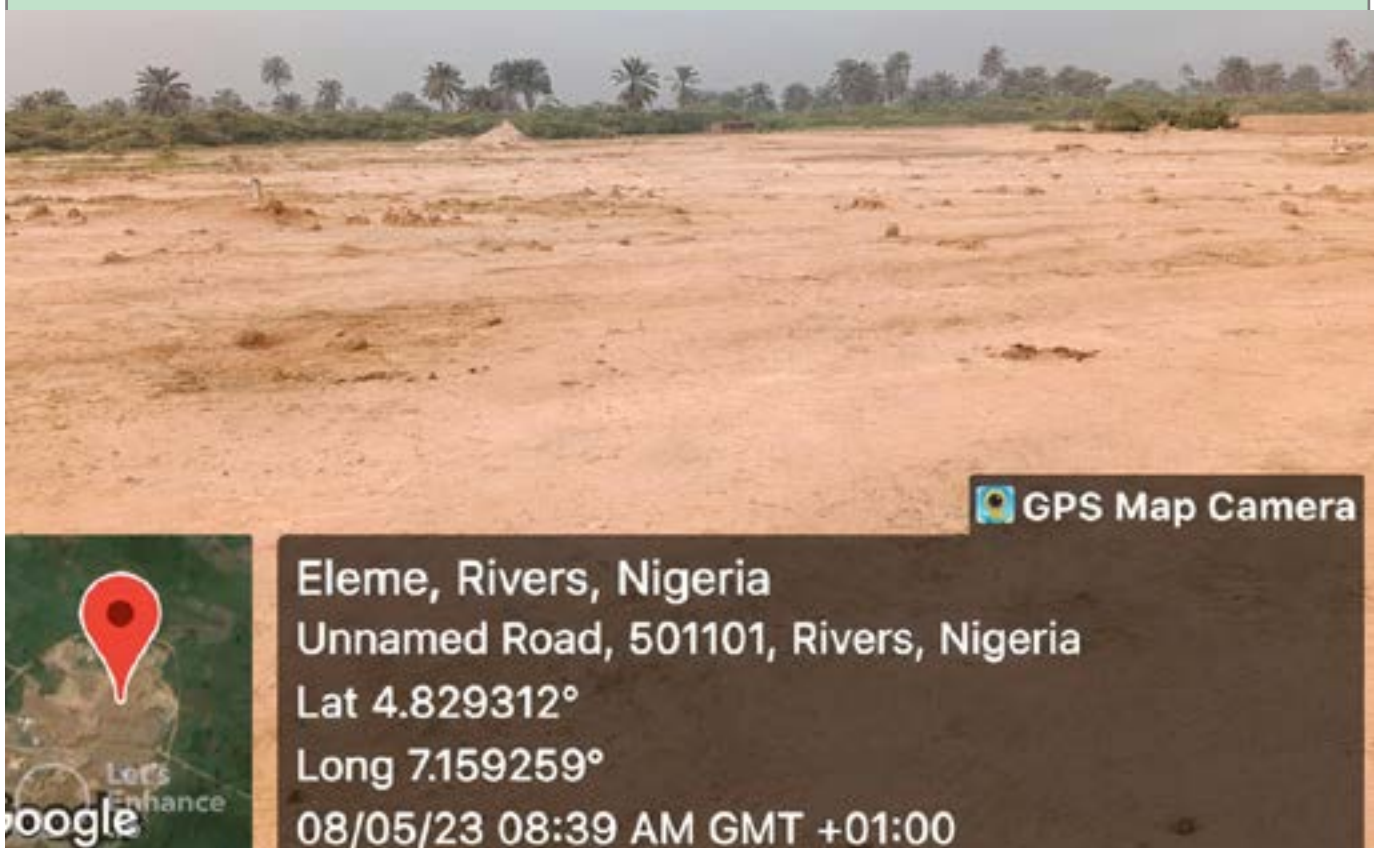 GPS Map Camera
Eleme, Rivers, Nigeria
Unnamed Road, 501101, Rivers, Nigeria
Lat 4.829312°
Long 7.159259°
08/05/23 08:39 AM GMT +01:00
Let's
Enhance
Google